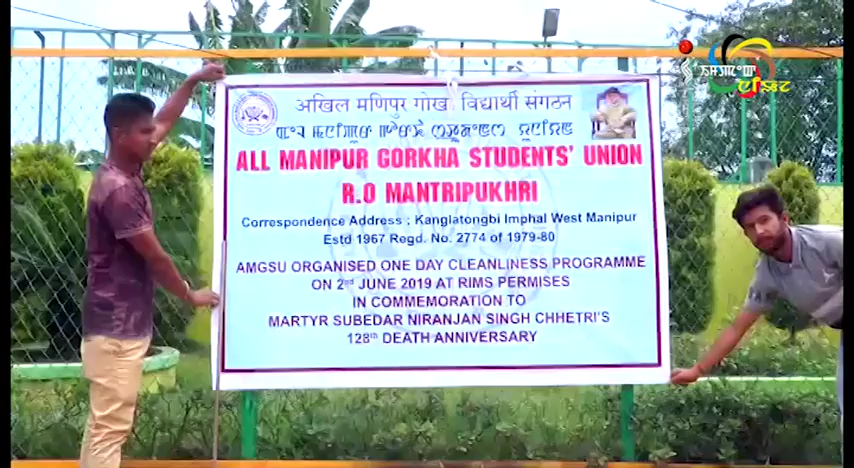 अखिल मणिपुर गोर्खा विद्यार्थी संगठन
ALL MANIPUR GORKHA STUDENTS' UNION
R.O MANTRIPUKHRI
Correspondence Address ; Kanglatongbi Imphal West Manipur
Estd 1967 Regd. No. 2774 of 1979-80
AMGSU ORGANISED ONE DAY CLEANLINESS PROGRAMME
ON 2nd JUNE 2019 AT RIMS PERMISES
IN COMMEMORATION TO
MARTYR SUBEDAR NIRANJAN SINGH CHHETRI'S
128th DEATH ANNIVERSARY